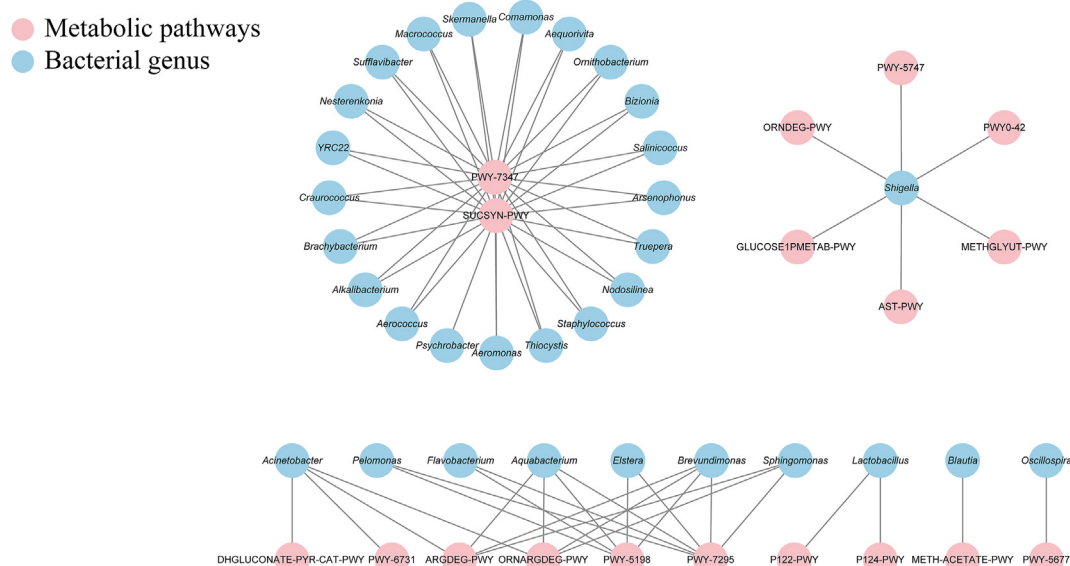 Metabolic pathways
Bacterial genus
Skermanella
Comamonas
Macrococcus
Aequorivita
Sufflavibacter
Ornithobacterium
Nesterenkonia
Bizionia
YRC22
Salinicoccus
PWY-7347
Craurococcus
Arsenophonus
SUCSYN-PWY
Brachybacterium
Truepera
Alkalibacterium
Nodosilinea
Aerococcus
Staphylococcus
Psychrobacter
Aeromonas
Thiocystis
PWY-5747
ORNDEG-PWY
PWY0-42
Shigella
GLUCOSE1PMETAB-PWY
METHGLYUT-PWY
AST-PWY
Acinetobacter
Pelomonas
Flavobacterium
Aquabacterium
Elstera
Brevundimonas
Sphingomonas
Lactobacillus
Blautia
Oscillospira
DHGLUCONATE-PYR-CAT-PWY
PWY-6731
ARGDEG-PWY
ORNARGDEG-PWY
PWY-5198
PWY-7295
P122-PWY
P124-PWY
METH-ACETATE-PWY
PWY-5677